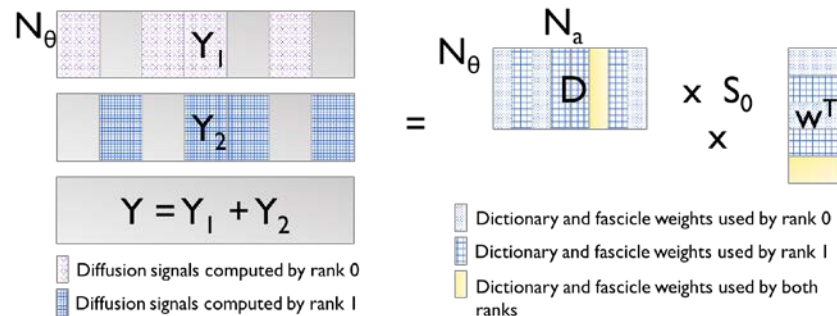 N_θ
Y_1
Y_2
Y = Y_1 + Y_2
Diffusion signals computed by rank 0
Diffusion signals computed by rank 1
=
N_a
N_θ
D
x S_0
x
w^T
Dictionary and fascicle weights used by rank 0
Dictionary and fascicle weights used by rank 1
Dictionary and fascicle weights used by both
ranks